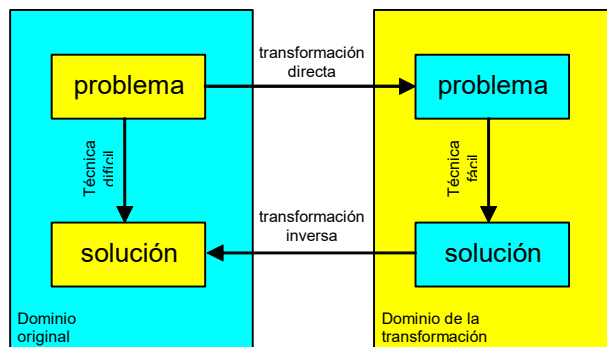 transformación
directa
problema
problema
Técnica
difícil
Técnica
fácil
transformación
inversa
solución
solución
Dominio
original
Dominio de la
transformación